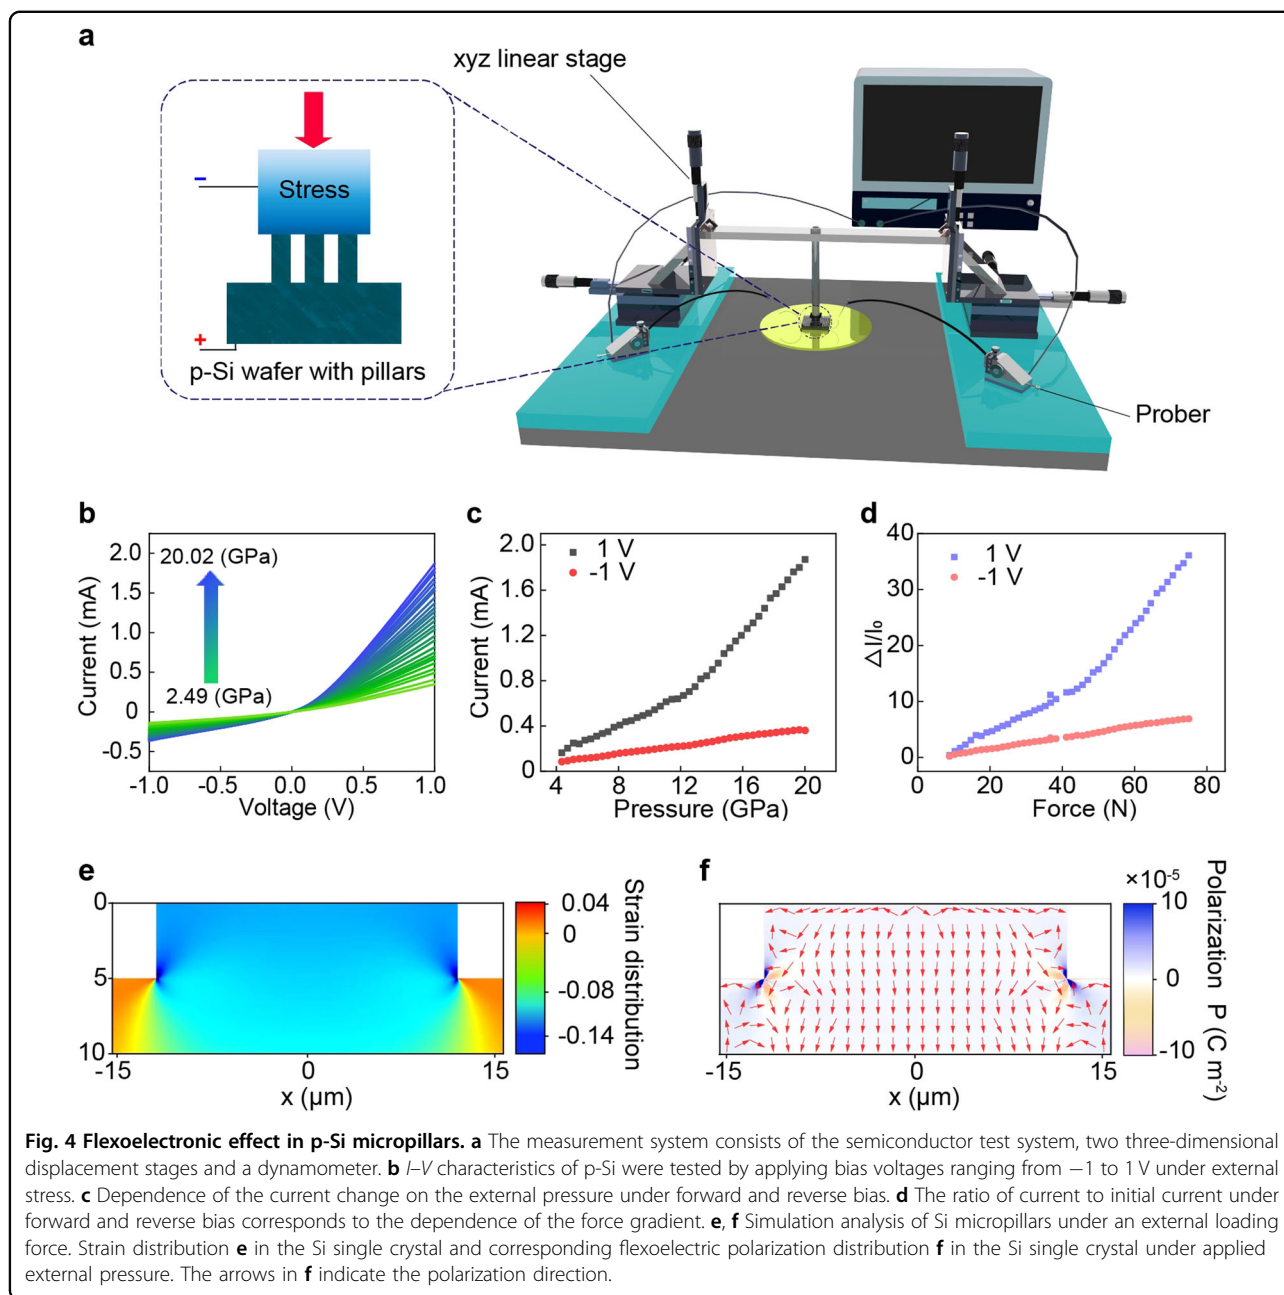 a
xyz linear stage
Stress
−
+
p-Si wafer with pillars
Prober
b
20.02 (GPa)
2.49 (GPa)
Current (mA)
2.0
1.5
1.0
0.5
0
-0.5
-1.0 -0.5 0.0 0.5 1.0
Voltage (V)
c
1 V
-1 V
Current (mA)
2.0
1.6
1.2
0.8
0.4
0
4 8 12 16 20
Pressure (GPa)
d
1 V
-1 V
△I/I₀
40
30
20
10
0
0 20 40 60 80
Force (N)
e
0
5
10
-15 0 15
x (μm)
0.04
0
-0.08
-0.14
Strain distribution
f
-15 0 15
x (μm)
×10⁻⁵
10
0
-10
Polarization P (C m⁻²)
Fig. 4 Flexoelectronic effect in p-Si micropillars. a The measurement system consists of the semiconductor test system, two three-dimensional
displacement stages and a dynamometer. b I–V characteristics of p-Si were tested by applying bias voltages ranging from −1 to 1 V under external
stress. c Dependence of the current change on the external pressure under forward and reverse bias. d The ratio of current to initial current under
forward and reverse bias corresponds to the dependence of the force gradient. e, f Simulation analysis of Si micropillars under an external loading
force. Strain distribution e in the Si single crystal and corresponding flexoelectric polarization distribution f in the Si single crystal under applied
external pressure. The arrows in f indicate the polarization direction.